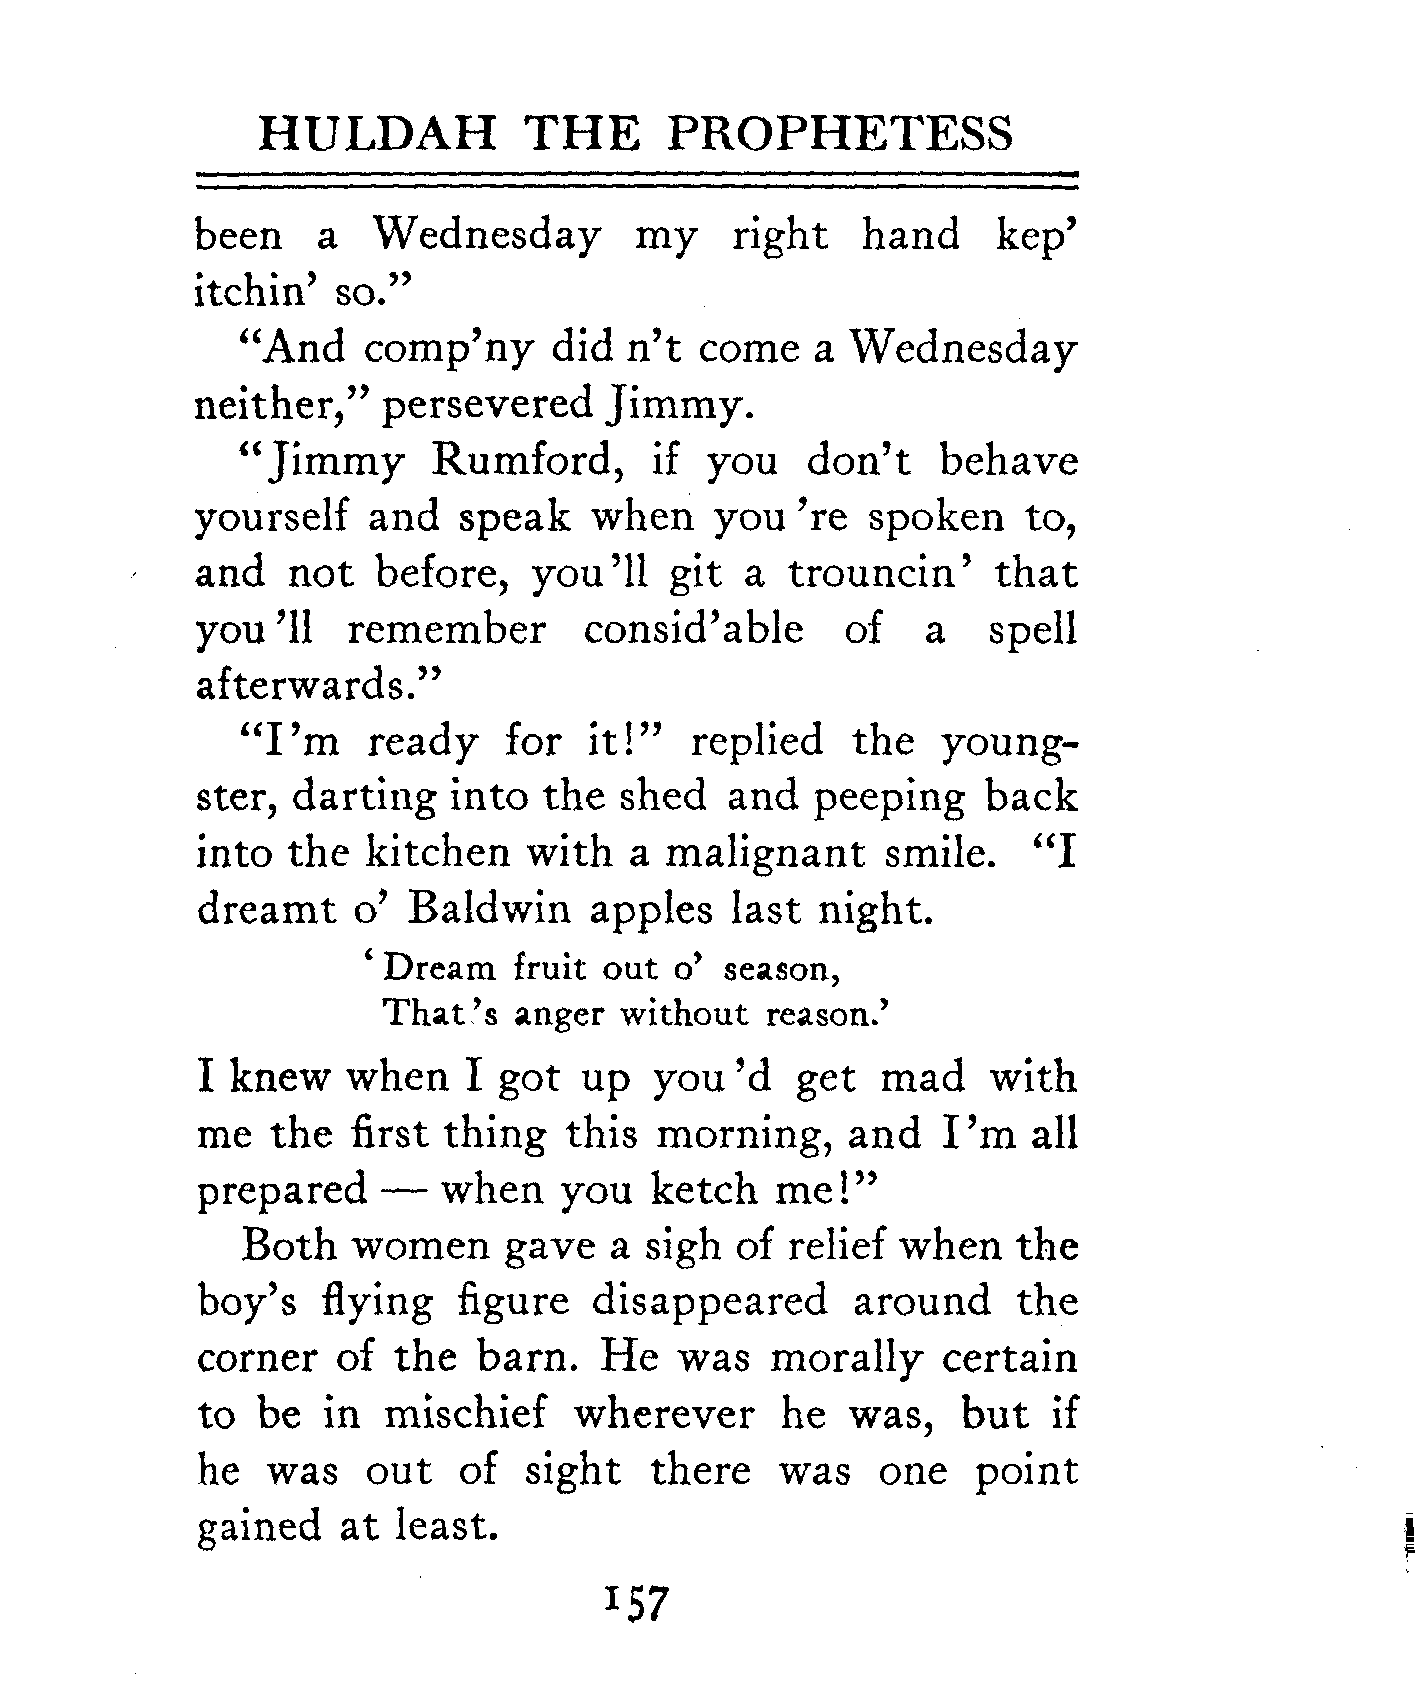 HULDAH THE PROPHETESS
been a Wednesday my right hand kep'
itchin' so."
"And comp'ny did n't come a Wednesday
neither," persevered Jimmy.
"Jimmy Rumford, if you don't behave
yourself and speak when you 're spoken to,
and not before, you 'll git a trouncin' that
you 'll remember consid'able of a spell
afterwards."
"I 'm ready for it!" replied the young-
ster, darting into the shed and peeping back
into the kitchen with a malignant smile. "I
dreamt o' Baldwin apples last night.
'Dream fruit out o' season,
That 's anger without reason.'
I knew when I got up you 'd get mad with
me the first thing this morning, and I 'm all
prepared — when you ketch me!"
Both women gave a sigh of relief when the
boy's flying figure disappeared around the
corner of the barn. He was morally certain
to be in mischief wherever he was, but if
he was out of sight there was one point
gained at least.
157